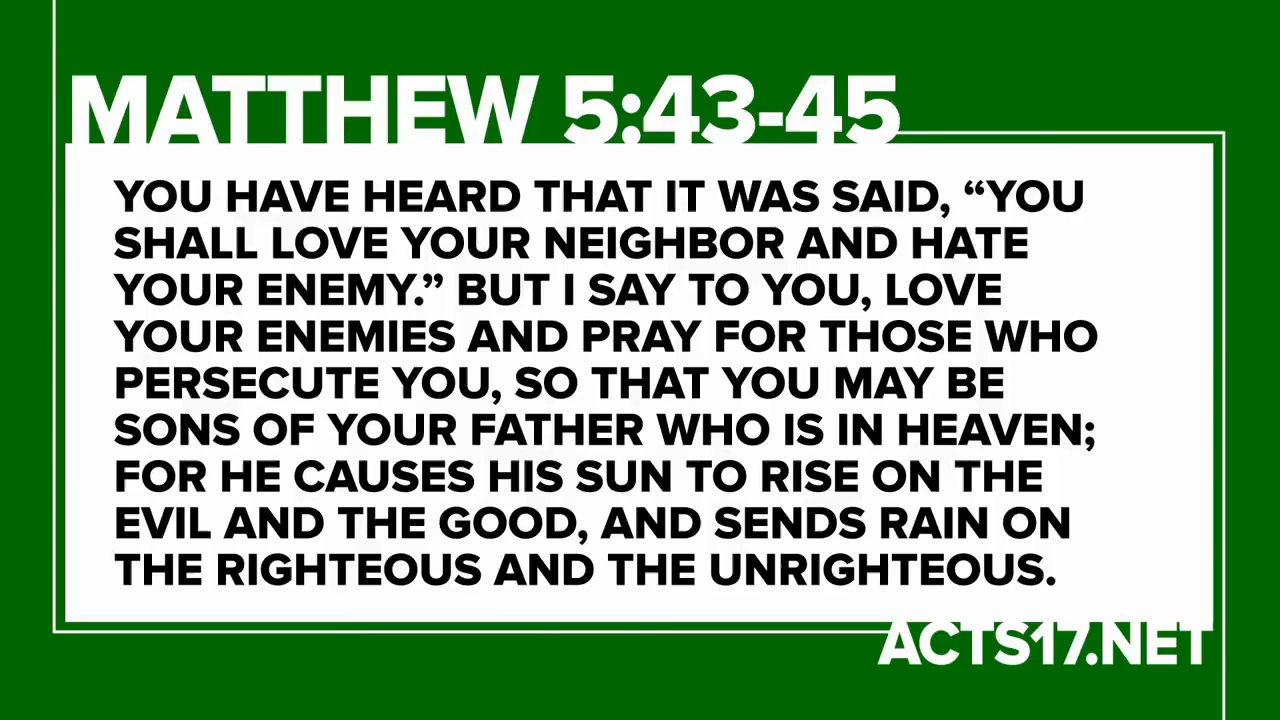 MATTHEW 5:43-45
YOU HAVE HEARD THAT IT WAS SAID, “YOU
SHALL LOVE YOUR NEIGHBOR AND HATE
YOUR ENEMY.” BUT I SAY TO YOU, LOVE
YOUR ENEMIES AND PRAY FOR THOSE WHO
PERSECUTE YOU, SO THAT YOU MAY BE
SONS OF YOUR FATHER WHO IS IN HEAVEN;
FOR HE CAUSES HIS SUN TO RISE ON THE
EVIL AND THE GOOD, AND SENDS RAIN ON
THE RIGHTEOUS AND THE UNRIGHTEOUS.
ACTS17.NET